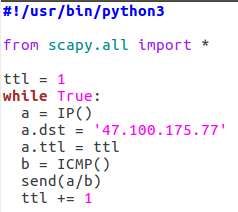 #!/usr/bin/python3
from scapy.all import *
ttl = 1
while True:
  a = IP()
  a.dst = '47.100.175.77'
  a.ttl = ttl
  b = ICMP()
  send(a/b)
  ttl += 1